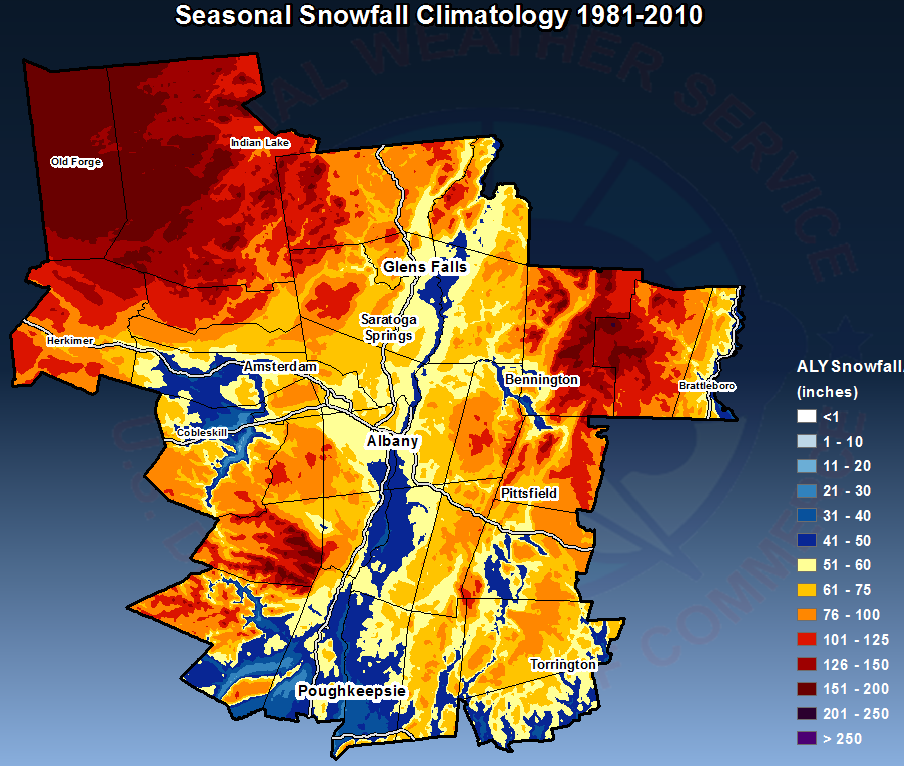 Seasonal Snowfall Climatology 1981-2010
Indian Lake
Old Forge
Glens Falls
Saratoga
Springs
Herkimer
Amsterdam
Bennington
Brattleboro
Cobleskill
Albany
Pittsfield
Torrington
Poughkeepsie
ALY Snowfall
(inches)
<1
1 - 10
11 - 20
21 - 30
31 - 40
41 - 50
51 - 60
61 - 75
76 - 100
101 - 125
126 - 150
151 - 200
201 - 250
> 250